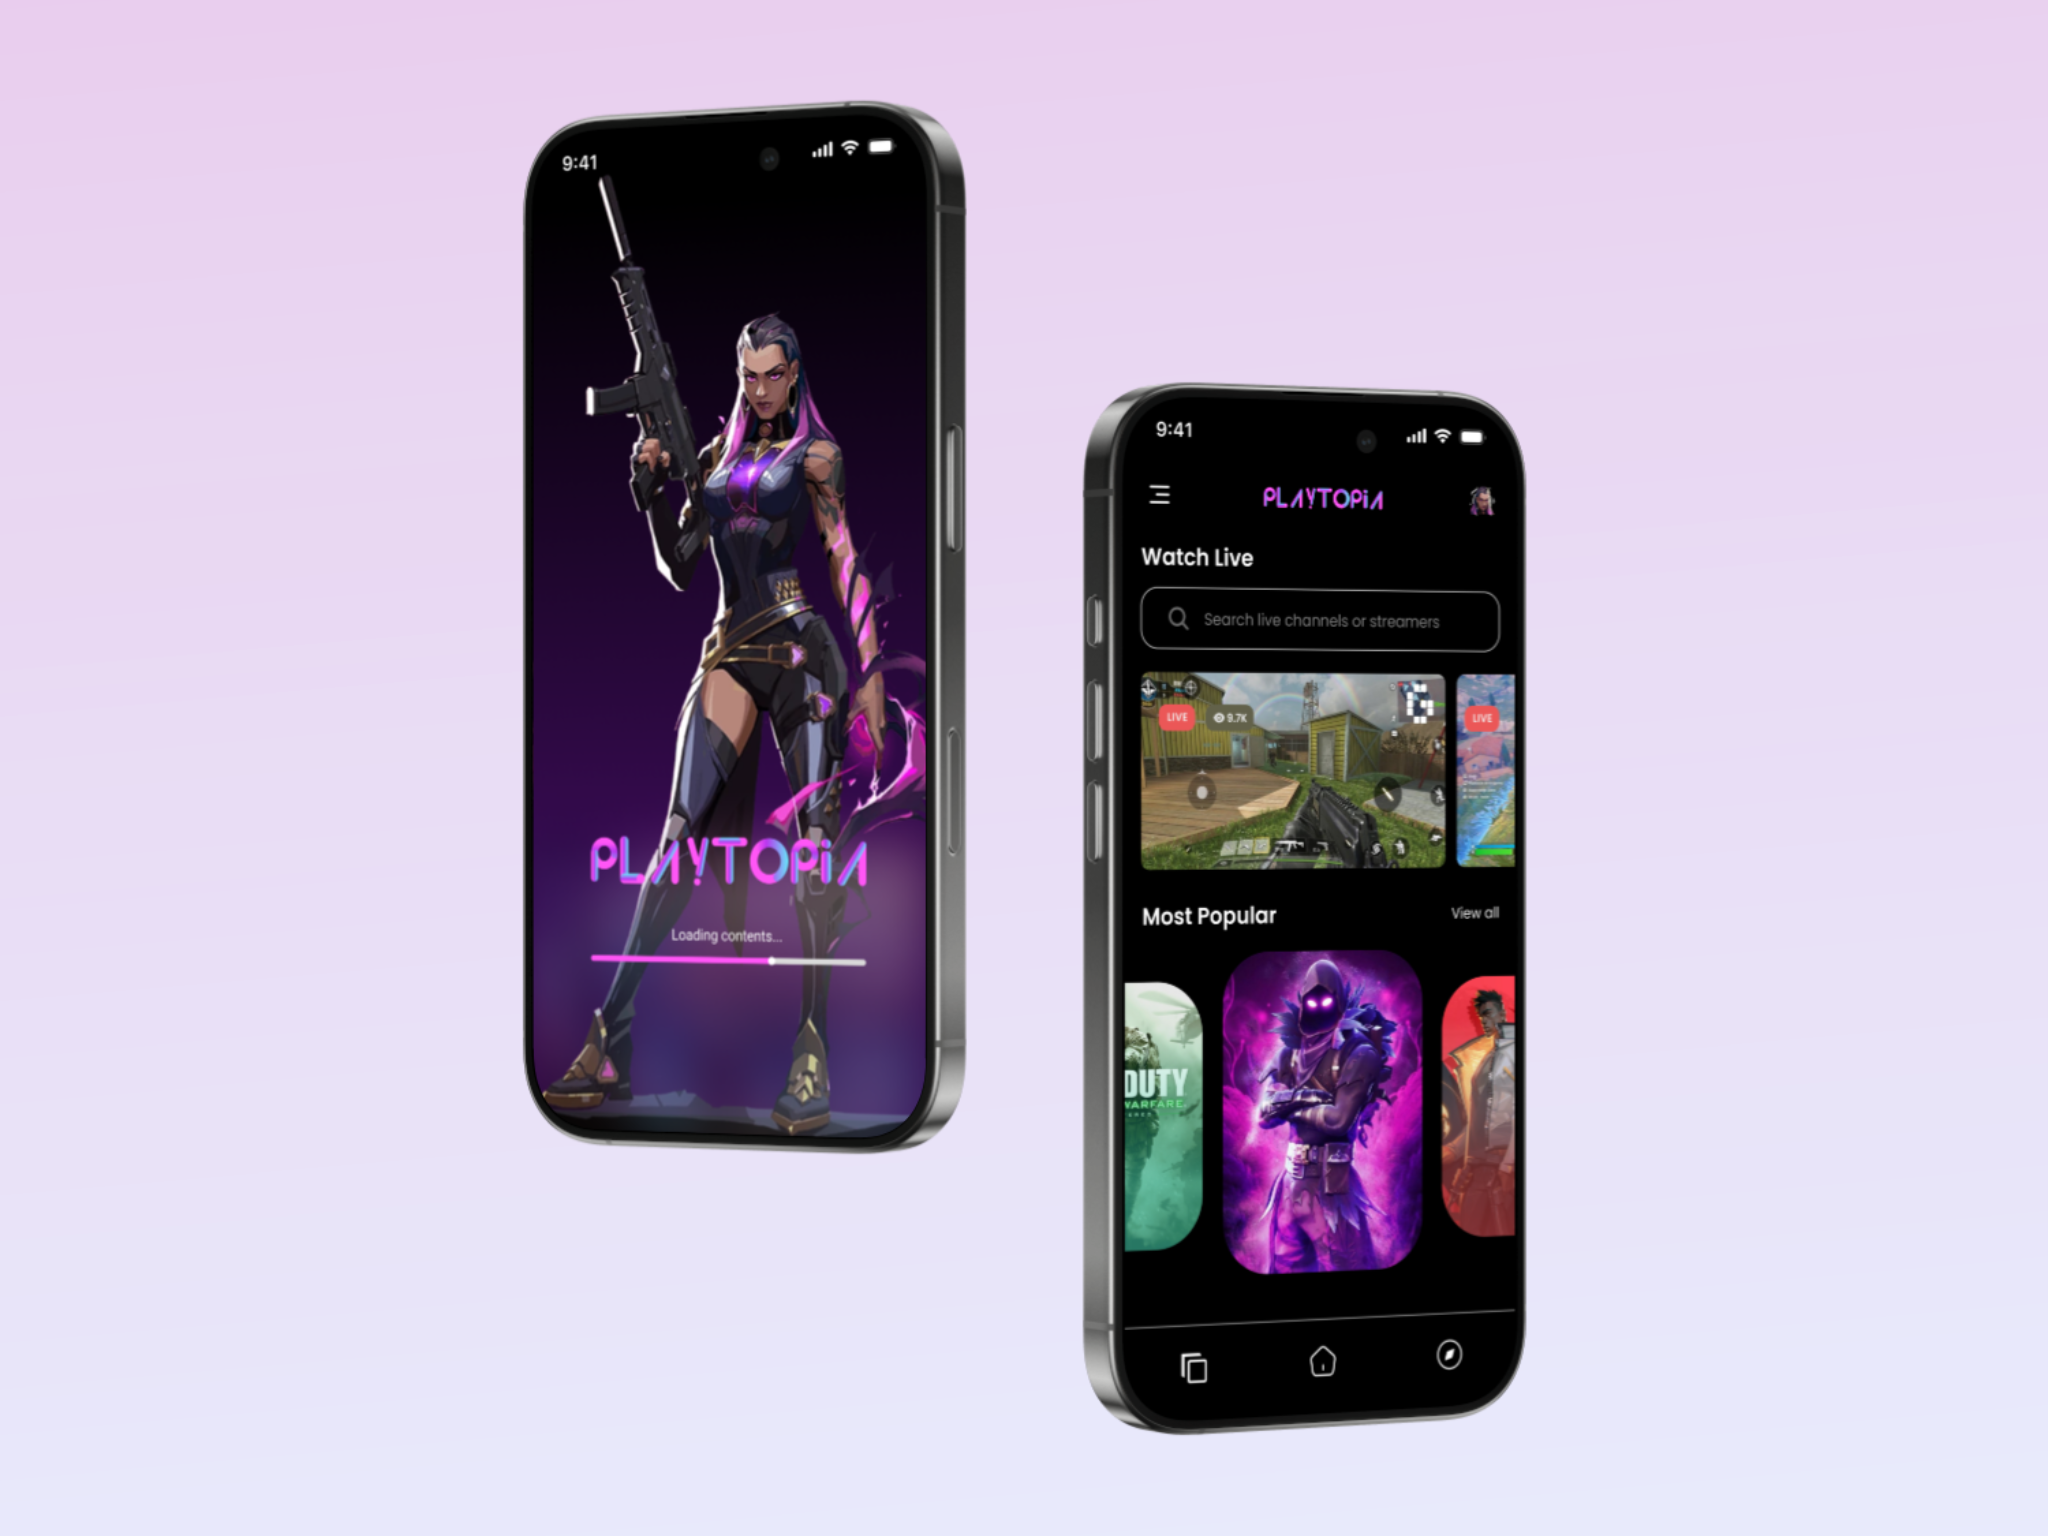 9:41
PLAYTOPiA
Loading contents...
9:41
PLAYTOPiA
Watch Live
Search live channels or streamers
LIVE
9.7K
LIVE
Most Popular
View all
DUTY
WARFARE